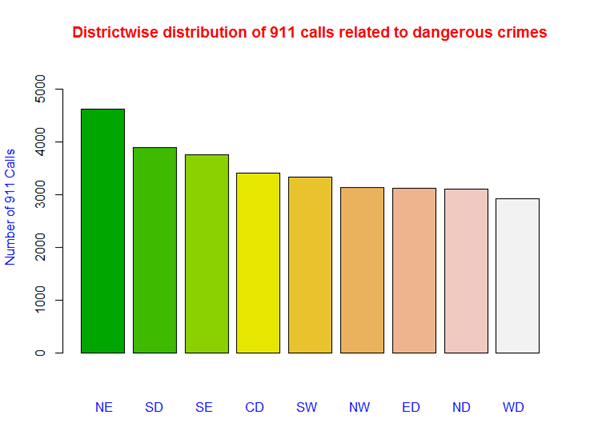 Districtwise distribution of 911 calls related to dangerous crimes
Number of 911 Calls
5000
4000
3000
2000
1000
0
NE SD SE CD SW NW ED ND WD